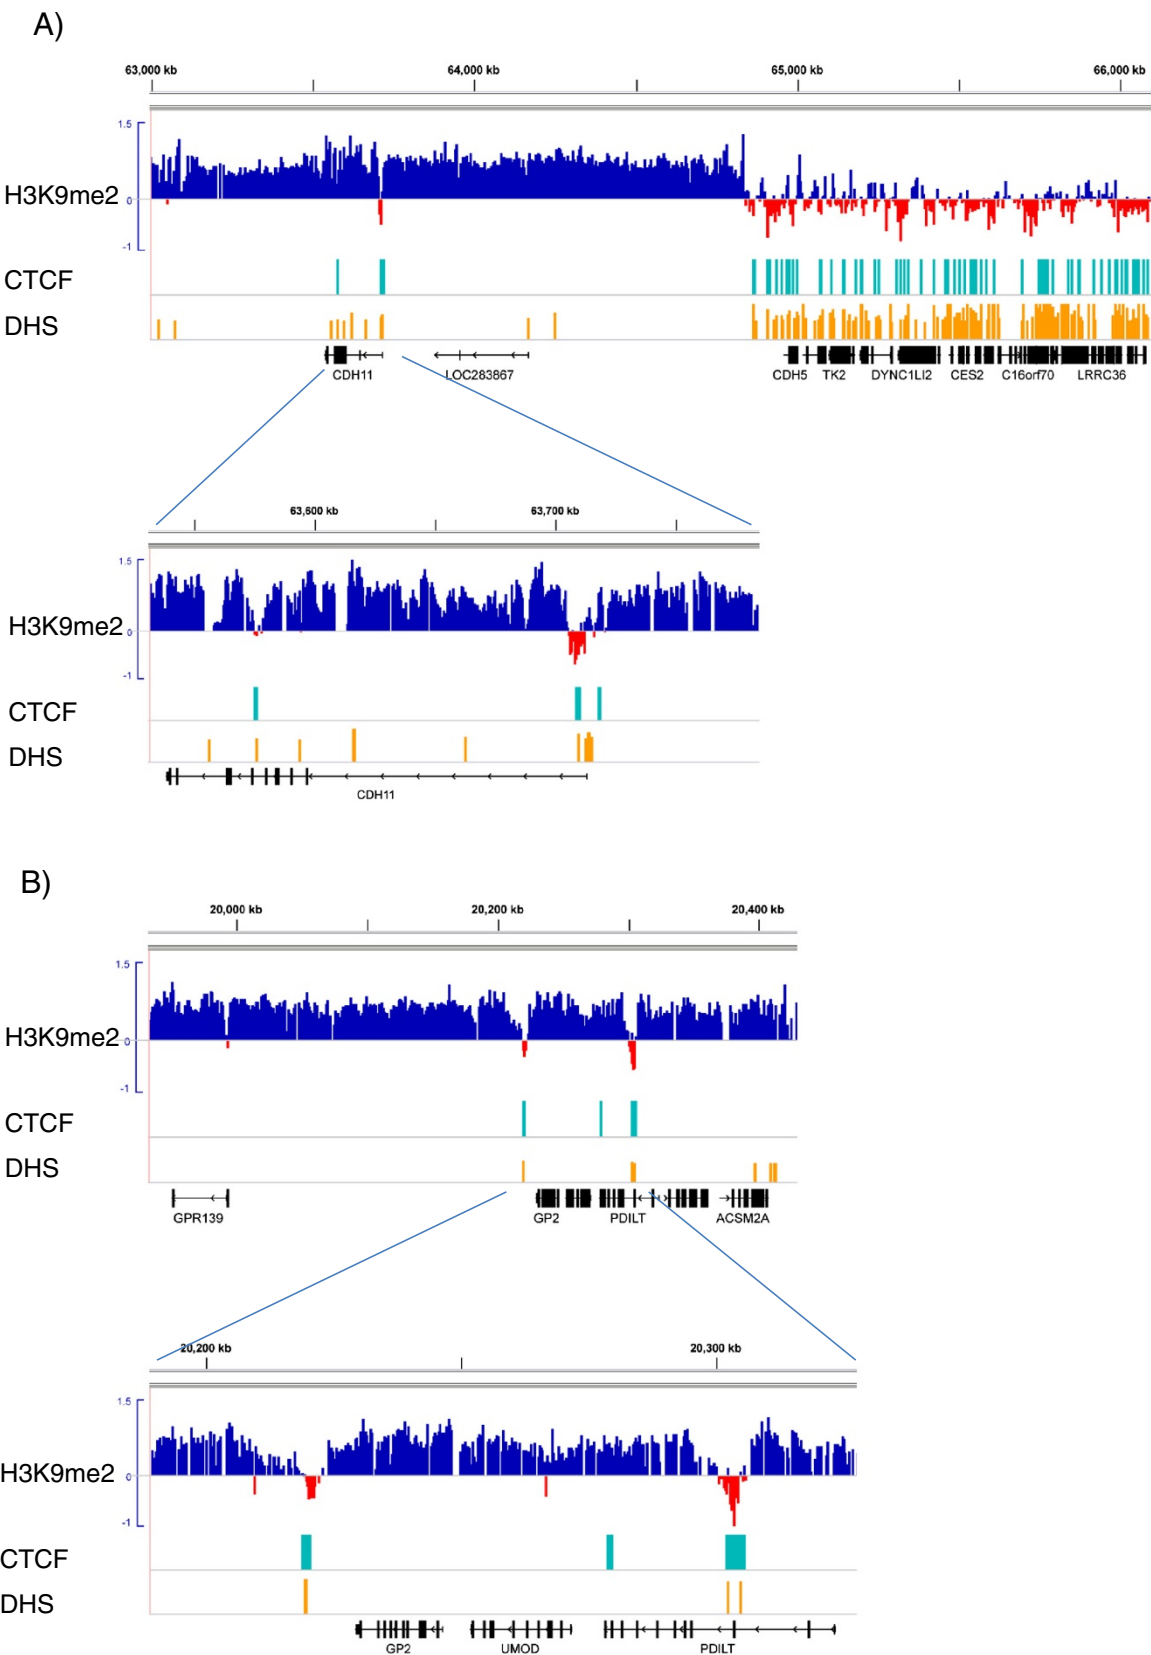 A)
63,000 kb 64,000 kb 65,000 kb 66,000 kb
1.5
H3K9me2
0
-1
CTCF
DHS
CDH11 LOC283867 CDH5 TK2 DYNC1LI2 CES2 C16orf70 LRRC36
63,600 kb 63,700 kb
1.5
H3K9me2
0
-1
CTCF
DHS
CDH11
B)
20,000 kb 20,200 kb 20,400 kb
1.5
H3K9me2
0
-1
CTCF
DHS
GPR139 GP2 PDILT ACSM2A
20,200 kb 20,300 kb
1.5
H3K9me2
0
-1
CTCF
DHS
GP2 UMOD PDILT